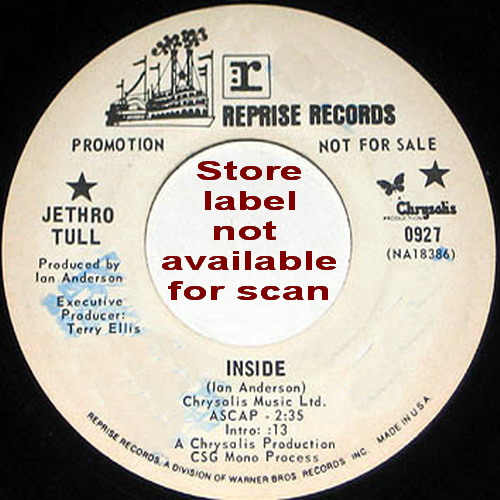 r
REPRISE RECORDS
PROMOTION
NOT FOR SALE
JETHRO
TULL
Produced by
Ian Anderson
Executive
Producer:
Terry Ellis
Store
label
not
available
for scan
Chrysalis
PRODUCTION
0927
(NA18386)
INSIDE
(Ian Anderson)
Chrysalis Music Ltd.
ASCAP - 2:35
Intro: :13
A Chrysalis Production
CSG Mono Process
REPRISE RECORDS, A DIVISION OF WARNER BROS. RECORDS INC. MADE IN U.S.A.